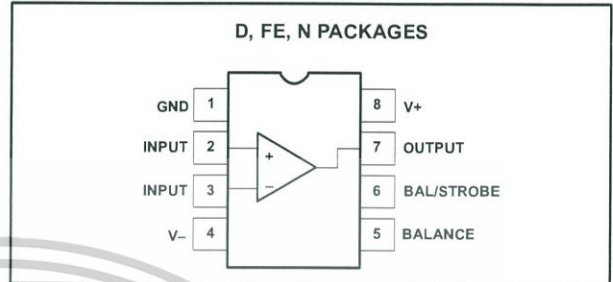 D, FE, N PACKAGES
GND 1 8 V+
INPUT 2 + 7 OUTPUT
INPUT 3 – 6 BAL/STROBE
V– 4 5 BALANCE